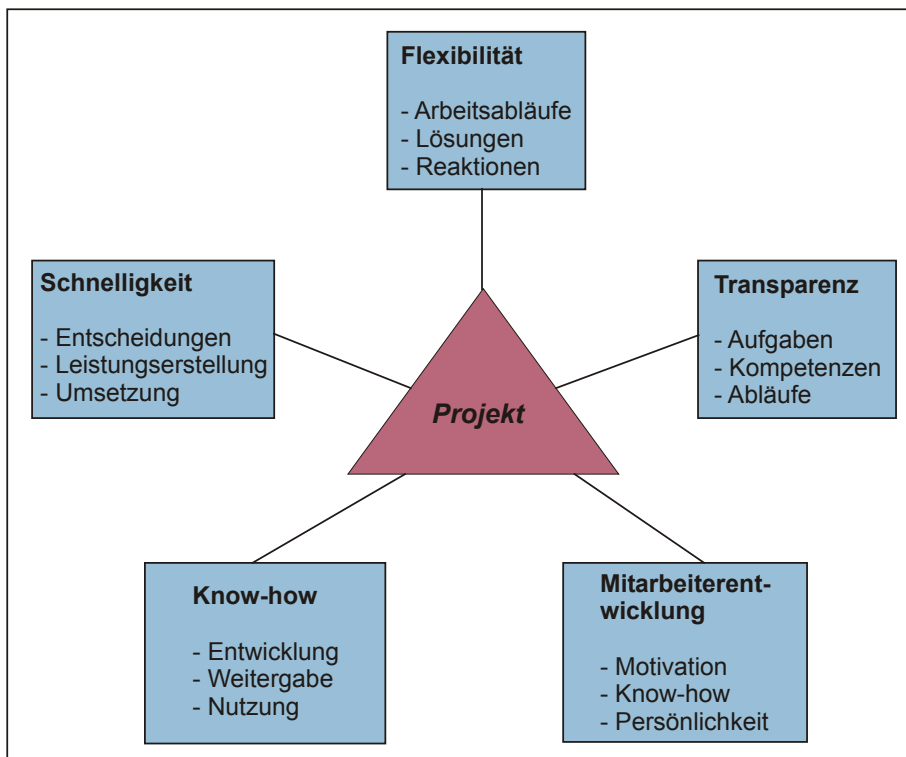 Flexibilität
- Arbeitsabläufe
- Lösungen
- Reaktionen
Schnelligkeit
- Entscheidungen
- Leistungserstellung
- Umsetzung
Transparenz
- Aufgaben
- Kompetenzen
- Abläufe
Projekt
Know-how
- Entwicklung
- Weitergabe
- Nutzung
Mitarbeiterent-
wicklung
- Motivation
- Know-how
- Persönlichkeit